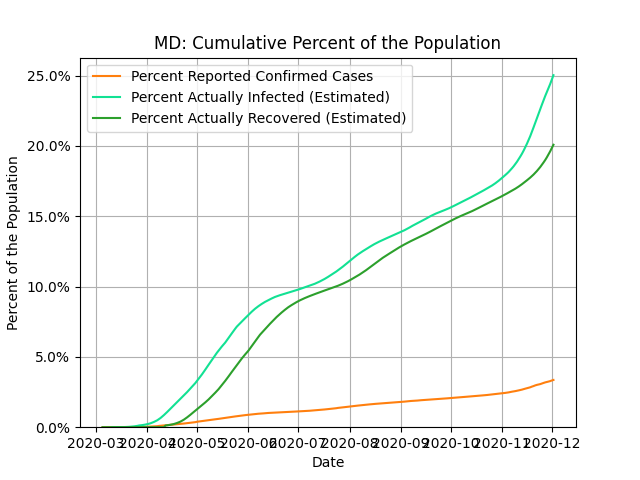 MD: Cumulative Percent of the Population
Percent Reported Confirmed Cases
Percent Actually Infected (Estimated)
Percent Actually Recovered (Estimated)
25.0%
20.0%
15.0%
10.0%
5.0%
0.0%
Percent of the Population
2020-03 2020-04 2020-05 2020-06 2020-07 2020-08 2020-09 2020-10 2020-11 2020-12
Date